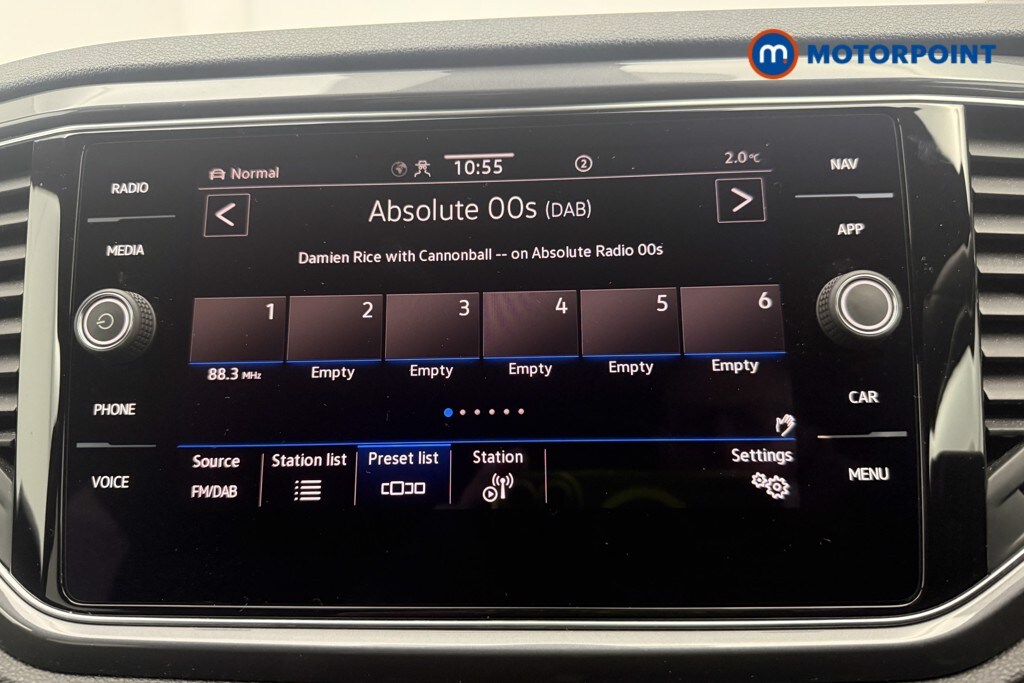 m MOTORPOINT
Normal 10:55 2 2.0°C
RADIO
NAV
< Absolute 00s (DAB) >
MEDIA
APP
Damien Rice with Cannonball -- on Absolute Radio 00s
1 2 3 4 5 6
88.3 MHz Empty Empty Empty Empty Empty
PHONE
CAR
Source Station list Preset list Station Settings
FM/DAB
VOICE
MENU